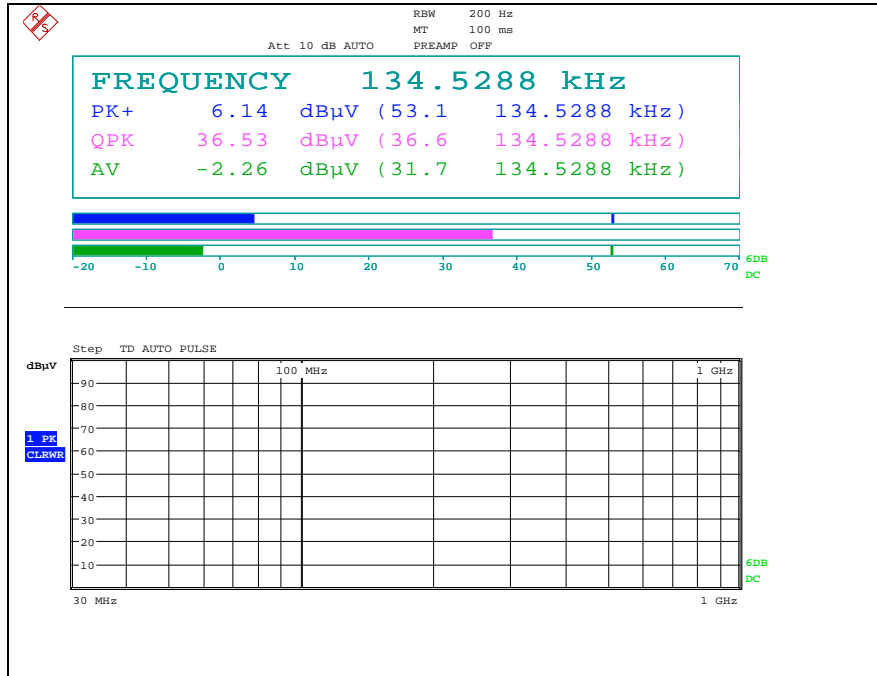 R
S
RBW 200 Hz
MT 100 ms
Att 10 dB AUTO PREAMP OFF
FREQUENCY 134.5288 kHz
PK+ 6.14 dBµV (53.1 134.5288 kHz)
QPK 36.53 dBµV (36.6 134.5288 kHz)
AV -2.26 dBµV (31.7 134.5288 kHz)
-20 -10 0 10 20 30 40 50 60 70
6DB
DC
Step TD AUTO PULSE
dBµV
100 MHz 1 GHz
90
80
70
1 PK
CLRWR
60
50
40
30
20
10
6DB
DC
30 MHz 1 GHz